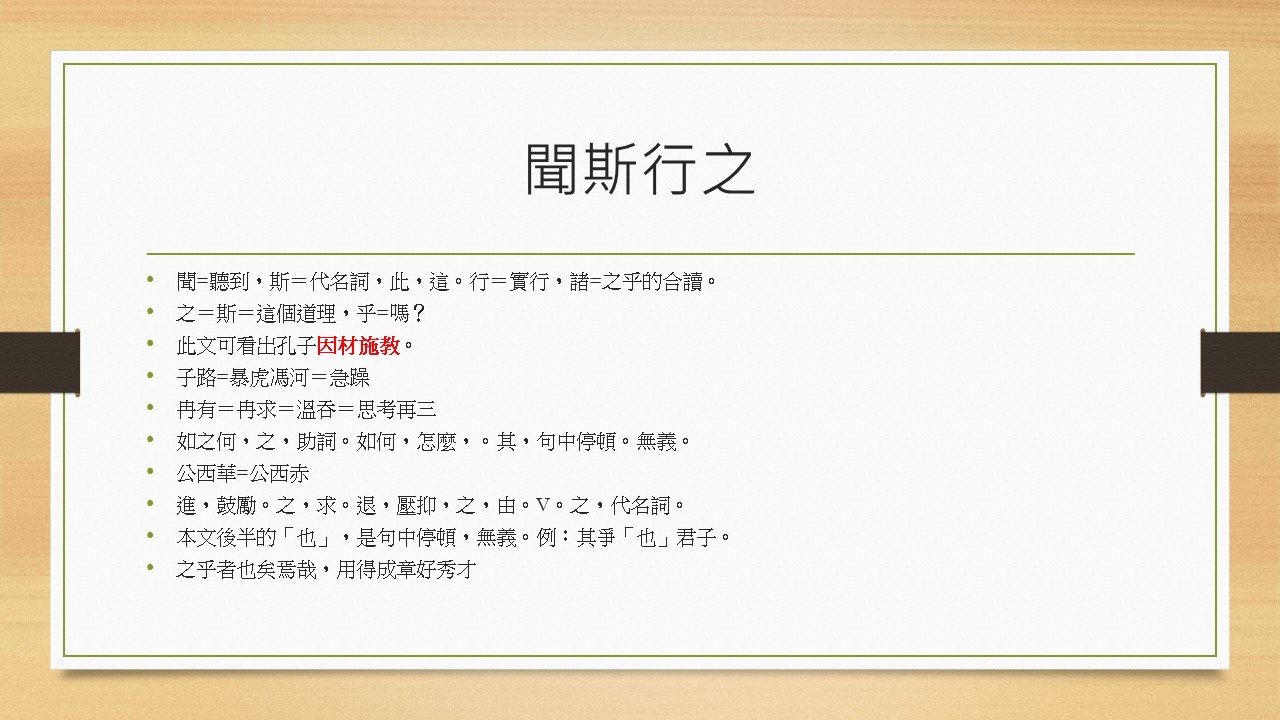 聞斯行之
聞=聽到，斯＝代名詞，此，這。行＝實行，諸=之乎的合讀。
之＝斯＝這個道理，乎=嗎？
此文可看出孔子因材施教。
子路=暴虎馮河＝急躁
冉有＝冉求＝溫吞＝思考再三
如之何，之，助詞。如何，怎麼，。其，句中停頓。無義。
公西華=公西赤
進，鼓勵。之，求。退，壓抑，之，由。V。之，代名詞。
本文後半的「也」，是句中停頓，無義。例：其爭「也」君子。
之乎者也矣焉哉，用得成章好秀才